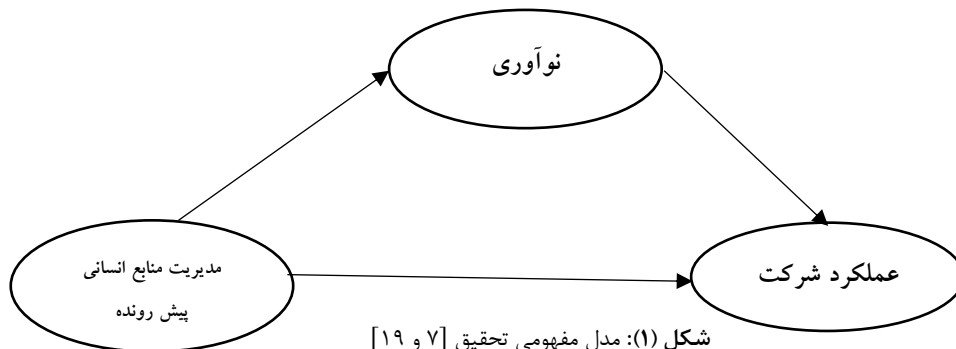 نوآوری
مدیریت منابع انسانی
پیش رونده
عملکرد شرکت
شکل (۱): مدل مفهومی تحقیق [۷ و ۱۹]